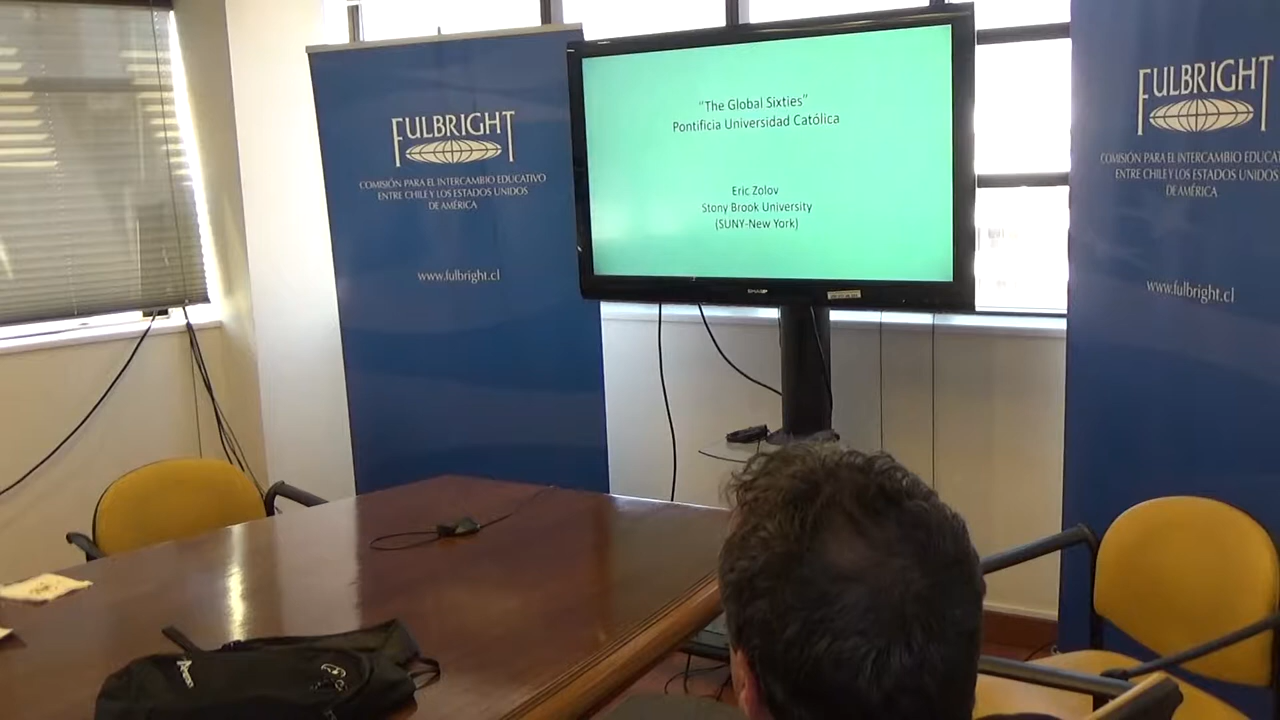 FULBRIGHT
COMISIÓN PARA EL INTERCAMBIO EDUCATIVO
ENTRE CHILE Y LOS ESTADOS UNIDOS
DE AMÉRICA
www.fulbright.cl
"The Global Sixties"
Pontificia Universidad Católica
Eric Zolov
Stony Brook University
(SUNY-New York)
SHARP
FULBRIGHT
COMISIÓN PARA EL INTERCAMBIO EDUCA
ENTRE CHILE Y LOS ESTADOS UNIDOS
DE AMÉRICA
www.fulbright.cl